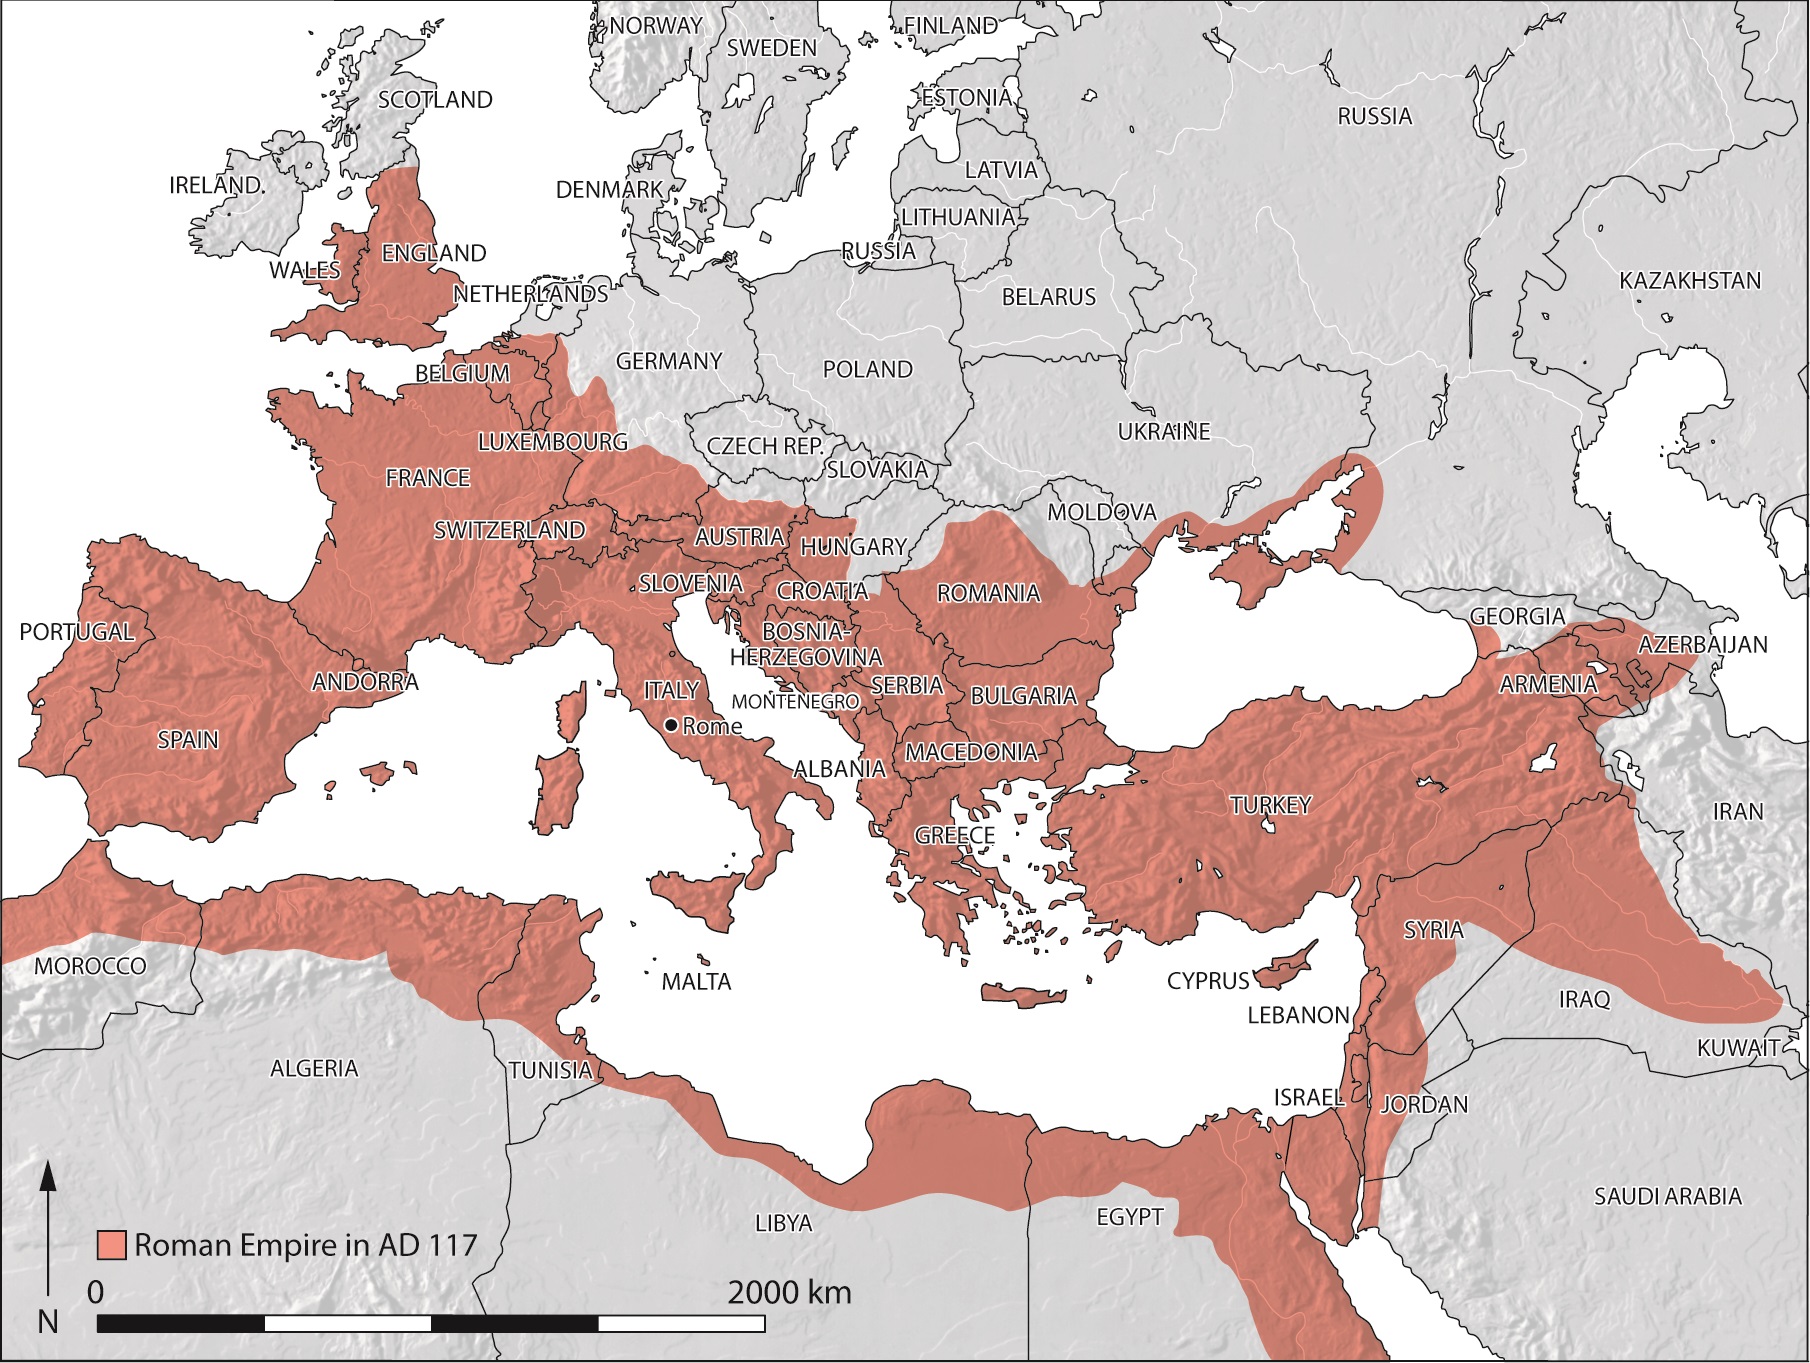 NORWAY
SWEDEN
FINLAND
SCOTLAND
ESTONIA
RUSSIA
IRELAND
DENMARK
LATVIA
LITHUANIA
RUSSIA
ENGLAND
WALES
NETHERLANDS
BELARUS
KAZAKHSTAN
GERMANY
POLAND
BELGIUM
UKRAINE
LUXEMBOURG
CZECH REP.
SLOVAKIA
FRANCE
MOLDOVA
SWITZERLAND
AUSTRIA
HUNGARY
SLOVENIA
CROATIA
ROMANIA
GEORGIA
PORTUGAL
BOSNIA-
HERZEGOVINA
AZERBAIJAN
ANDORRA
ITALY
MONTENEGRO
SERBIA
BULGARIA
ARMENIA
Rome
SPAIN
MACEDONIA
ALBANIA
TURKEY
IRAN
GREECE
SYRIA
MOROCCO
MALTA
CYPRUS
IRAQ
LEBANON
KUWAIT
ALGERIA
TUNISIA
ISRAEL
JORDAN
SAUDI ARABIA
LIBYA
EGYPT
Roman Empire in AD 117
0
2000 km
N